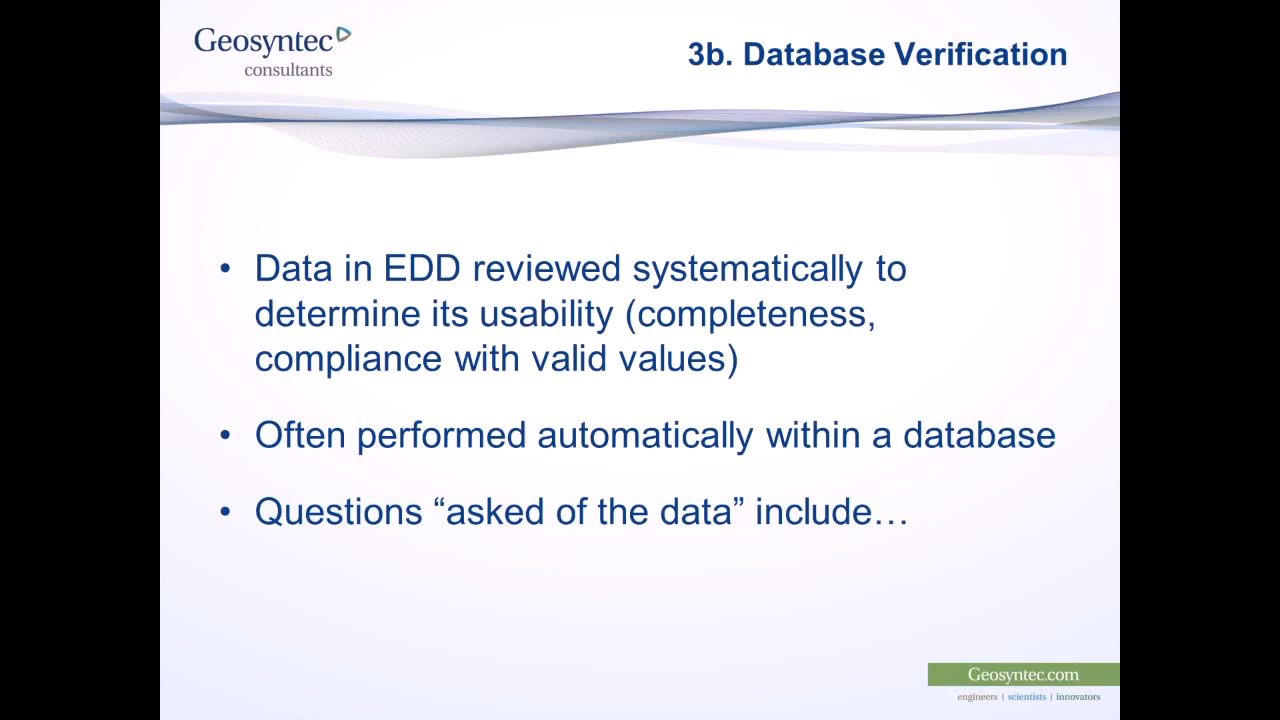 Geosyntec
consultants
3b. Database Verification
• Data in EDD reviewed systematically to
determine its usability (completeness,
compliance with valid values)
• Often performed automatically within a database
• Questions “asked of the data” include…
Geosyntec.com
engineers | scientists | innovators